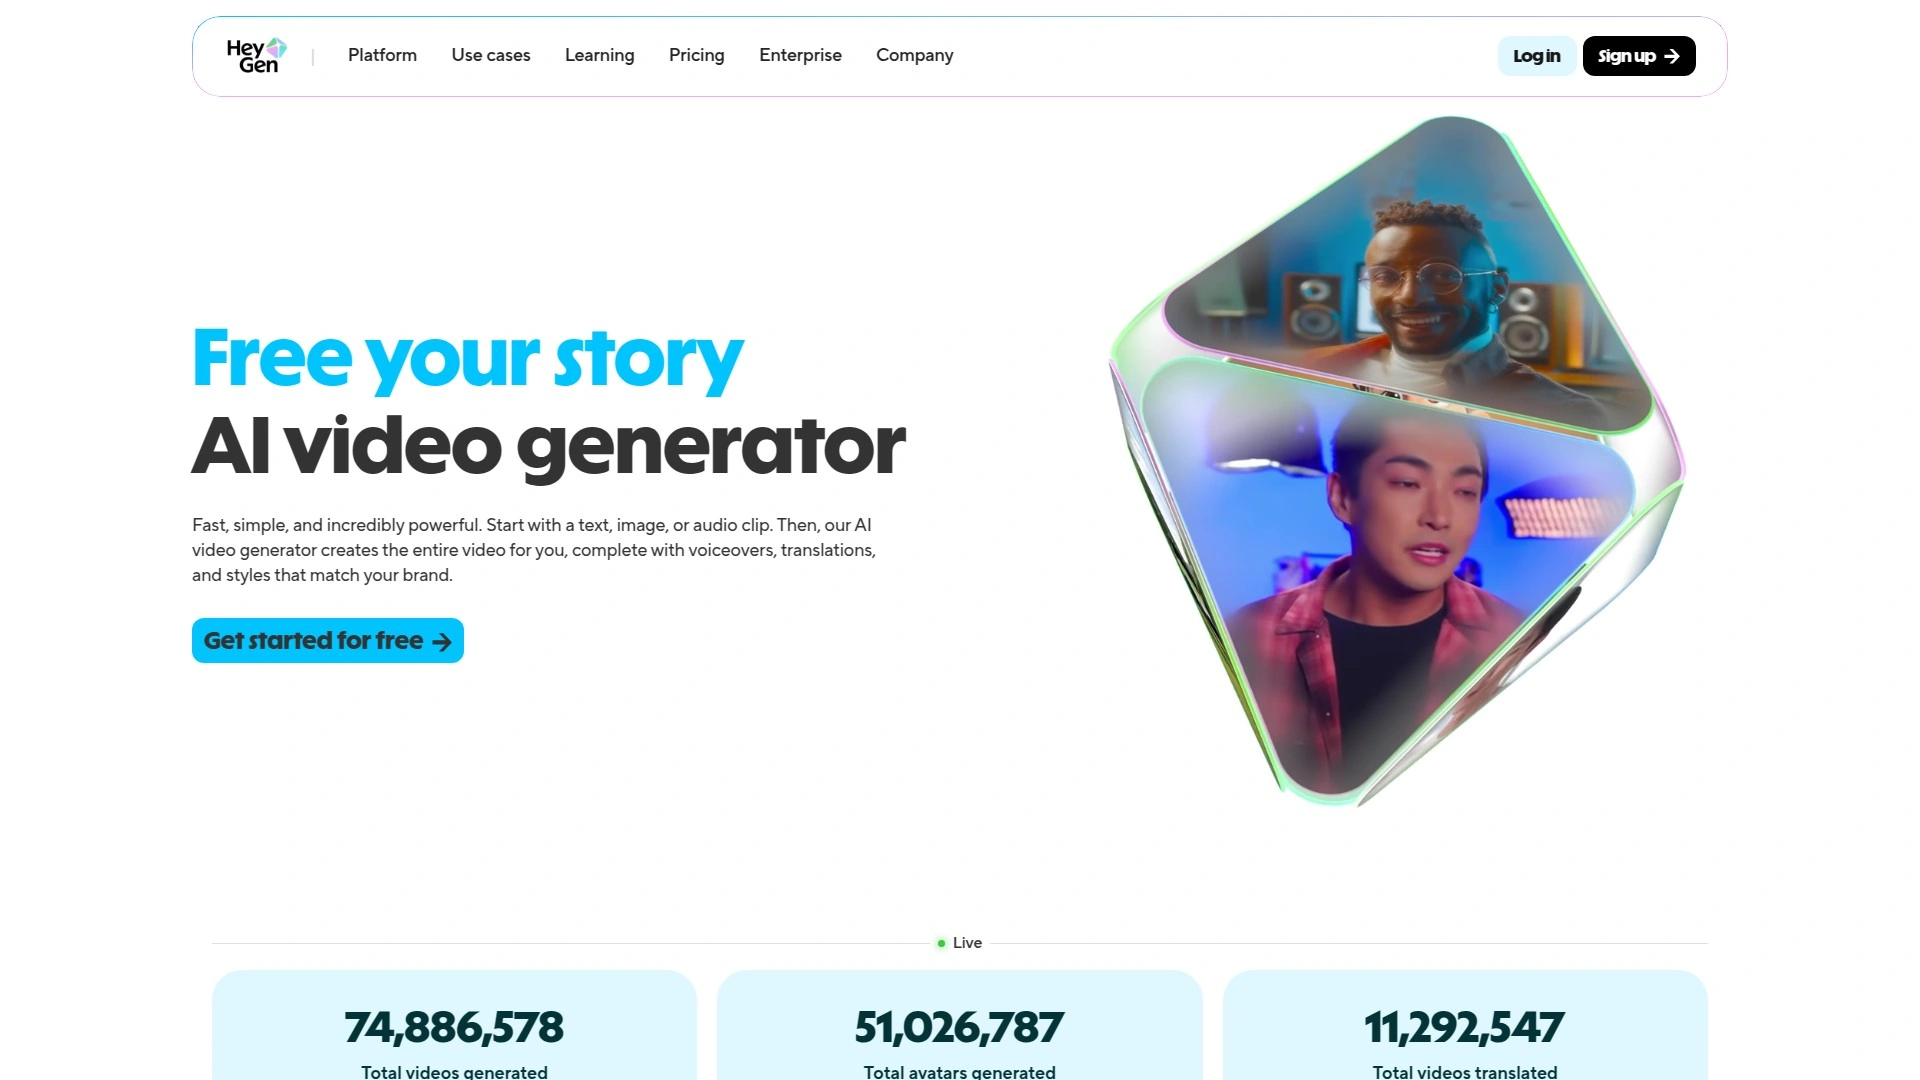 Hey
Gen
Platform
Use cases
Learning
Pricing
Enterprise
Company
Log in
Sign up →
Free your story
AI video generator
Fast, simple, and incredibly powerful. Start with a text, image, or audio clip. Then, our AI
video generator creates the entire video for you, complete with voiceovers, translations,
and styles that match your brand.
Get started for free →
Live
74,886,578
Total videos generated
51,026,787
Total avatars generated
11,292,547
Total videos translated